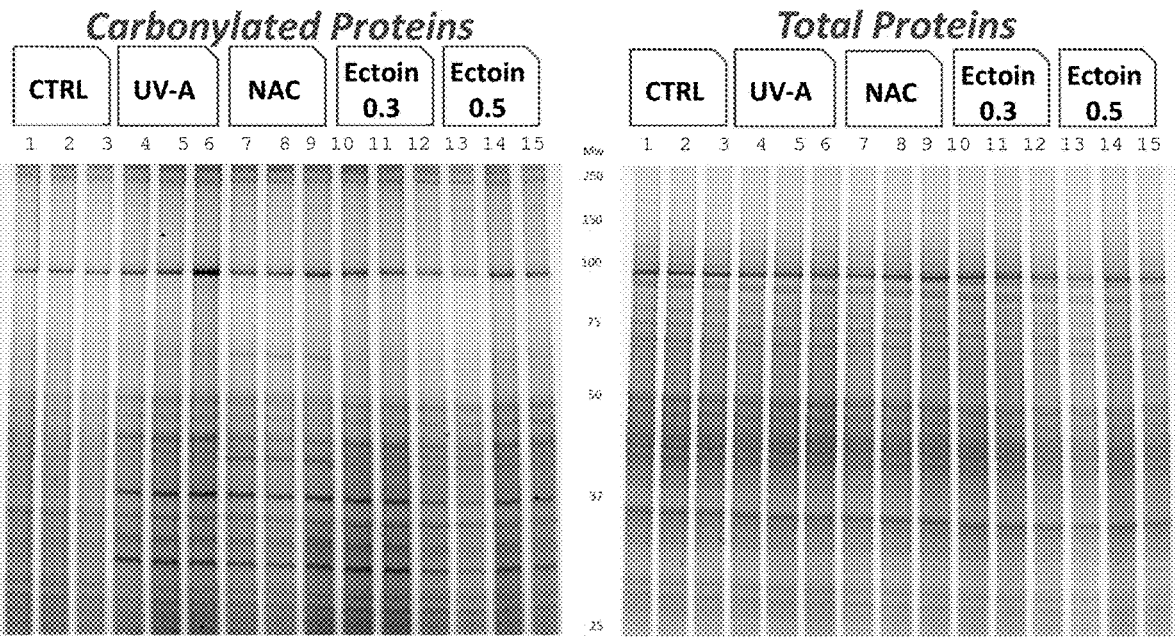 Carbonylated Proteins
CTRL UV-A NAC Ectoin 0.3 Ectoin 0.5
1 2 3 4 5 6 7 8 9 10 11 12 13 14 15
Mw
250
150
100
75
50
37
25
Total Proteins
CTRL UV-A NAC Ectoin 0.3 Ectoin 0.5
1 2 3 4 5 6 7 8 9 10 11 12 13 14 15